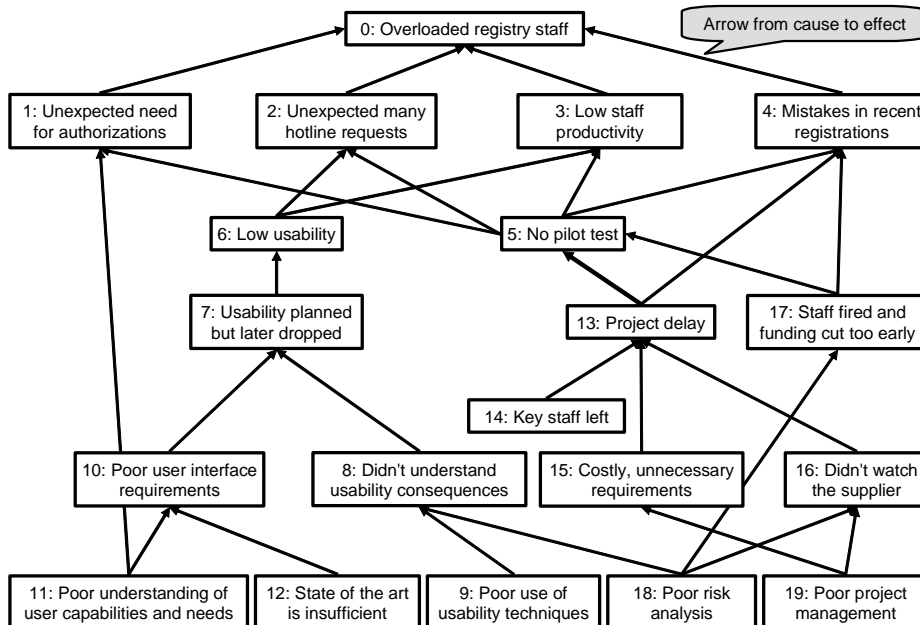 0: Overloaded registry staff
Arrow from cause to effect
1: Unexpected need
for authorizations
2: Unexpected many
hotline requests
3: Low staff
productivity
4: Mistakes in recent
registrations
6: Low usability
5: No pilot test
7: Usability planned
but later dropped
13: Project delay
17: Staff fired and
funding cut too early
14: Key staff left
10: Poor user interface
requirements
8: Didn't understand
usability consequences
15: Costly, unnecessary
requirements
16: Didn't watch
the supplier
11: Poor understanding of
user capabilities and needs
12: State of the art
is insufficient
9: Poor use of
usability techniques
18: Poor risk
analysis
19: Poor project
management